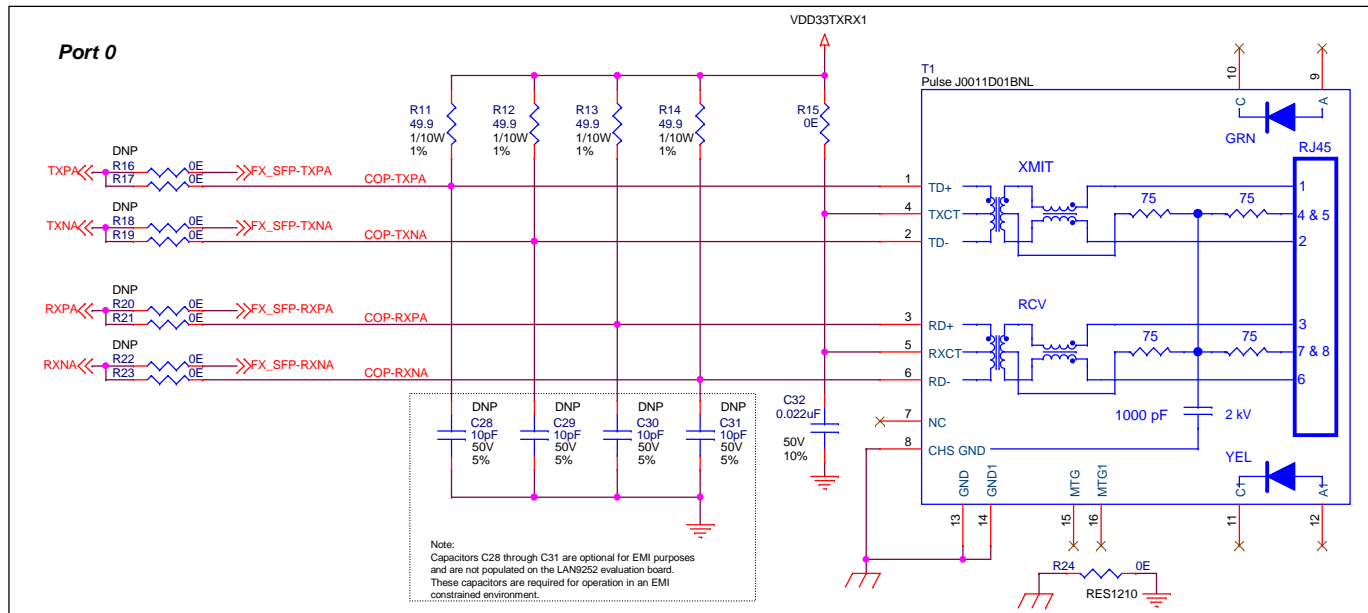 Port 0
VDD33TXRX1
T1
Pulse J0011D01BNL
10
9
C
A
GRN
RJ45
R11
49.9
1/10W
1%
R12
49.9
1/10W
1%
R13
49.9
1/10W
1%
R14
49.9
1/10W
1%
R15
0E
DNP
TXPA
R16
0E
FX_SFP-TXPA
R17
0E
COP-TXPA
DNP
TXNA
R18
0E
FX_SFP-TXNA
R19
0E
COP-TXNA
DNP
RXPA
R20
0E
FX_SFP-RXPA
R21
0E
COP-RXPA
DNP
RXNA
R22
0E
FX_SFP-RXNA
R23
0E
COP-RXNA
1
TD+
4
TXCT
2
TD-
XMIT
75
75
1
4 & 5
2
3
RD+
5
RXCT
6
RD-
RCV
75
75
3
7 & 8
6
7
NC
8
CHS GND
1000 pF
2 kV
YEL
DNP
C28
10pF
50V
5%
DNP
C29
10pF
50V
5%
DNP
C30
10pF
50V
5%
DNP
C31
10pF
50V
5%
C32
0.022uF
50V
10%
GND
GND1
MTG
MTG1
C1
A1
13
14
15
16
11
12
Note:
Capacitors C28 through C31 are optional for EMI purposes
and are not populated on the LAN9252 evaluation board.
These capacitors are required for operation in an EMI
constrained environment.
R24
0E
RES1210